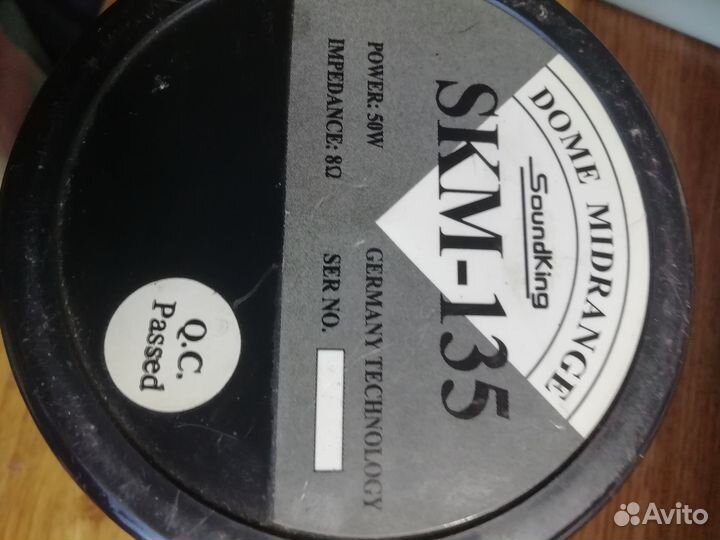 DOME MIDRANGE
SoundKing
SKM-135
POWER: 50W
GERMANY TECHNOLOGY
IMPEDANCE: 8Ω
SER NO.
Q.C.
Passed
Avito